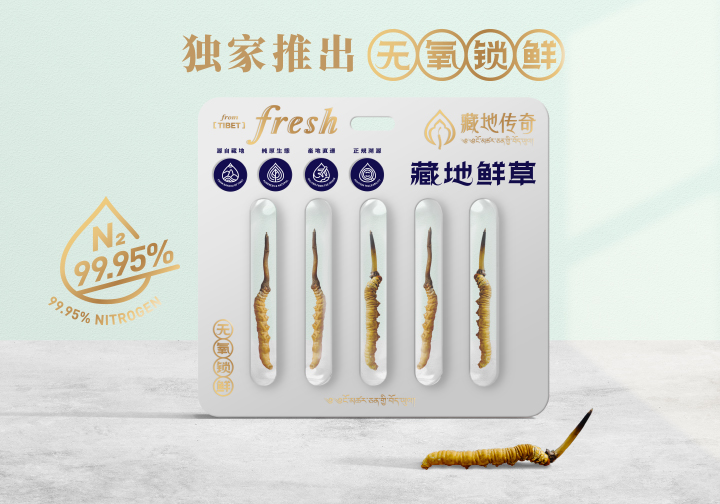 独家推出 无氧锁鲜
from
[TIBET]
fresh
藏地传奇
源自藏地
纯原生态
产地直通
正规溯源
藏地鲜草
N₂
99.95%
99.95% NITROGEN
无氧锁鲜